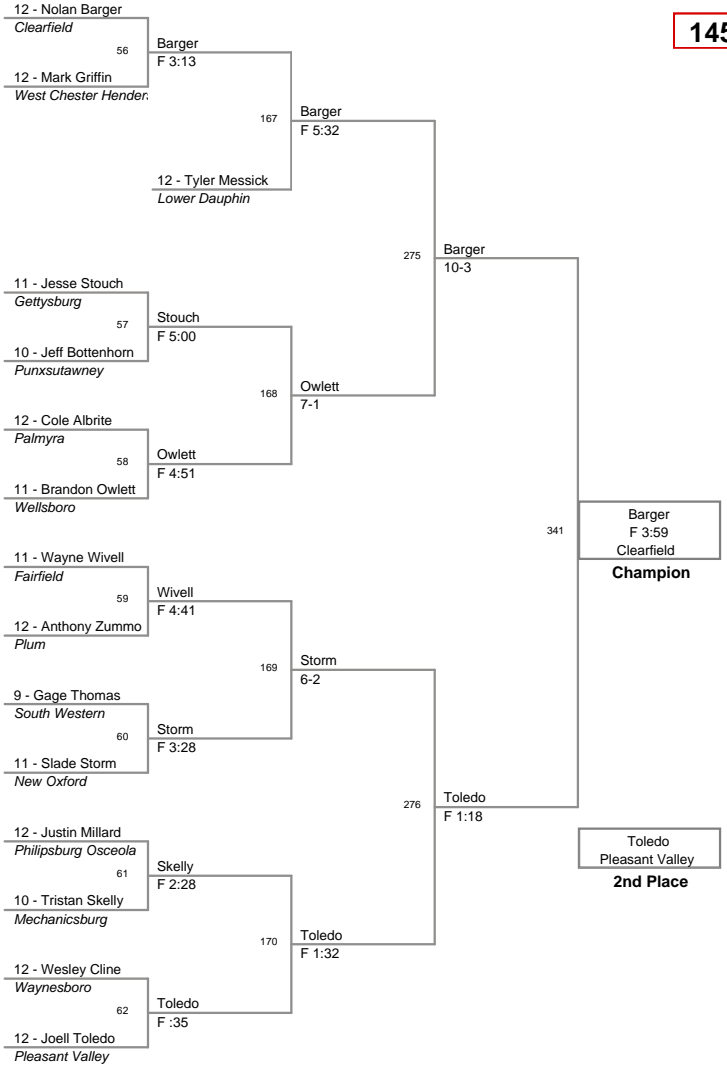 12 - Nolan Barger
Clearfield
145
56
Barger
F 3:13
12 - Mark Griffin
West Chester Hender
167
Barger
F 5:32
12 - Tyler Messick
Lower Dauphin
275
Barger
10-3
11 - Jesse Stouch
Gettysburg
57
Stouch
F 5:00
10 - Jeff Bottenhorn
Punxsutawney
168
Owlett
7-1
12 - Cole Albrite
Palmyra
58
Owlett
F 4:51
11 - Brandon Owlett
Wellsboro
341
Barger
F 3:59
Clearfield
Champion
11 - Wayne Wivell
Fairfield
59
Wivell
F 4:41
12 - Anthony Zummo
Plum
169
Storm
6-2
9 - Gage Thomas
South Western
60
Storm
F 3:28
11 - Slade Storm
New Oxford
276
Toledo
F 1:18
12 - Justin Millard
Philipsburg Osceola
61
Skelly
F 2:28
10 - Tristan Skelly
Mechanicsburg
Toledo
Pleasant Valley
2nd Place
170
Toledo
F 1:32
12 - Wesley Cline
Waynesboro
62
Toledo
F :35
12 - Joell Toledo
Pleasant Valley